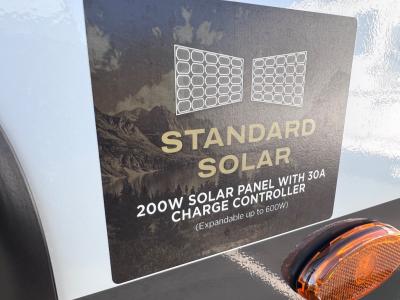 STANDARD
SOLAR
200W SOLAR PANEL WITH 30A
CHARGE CONTROLLER
(Expandable up to 600W)